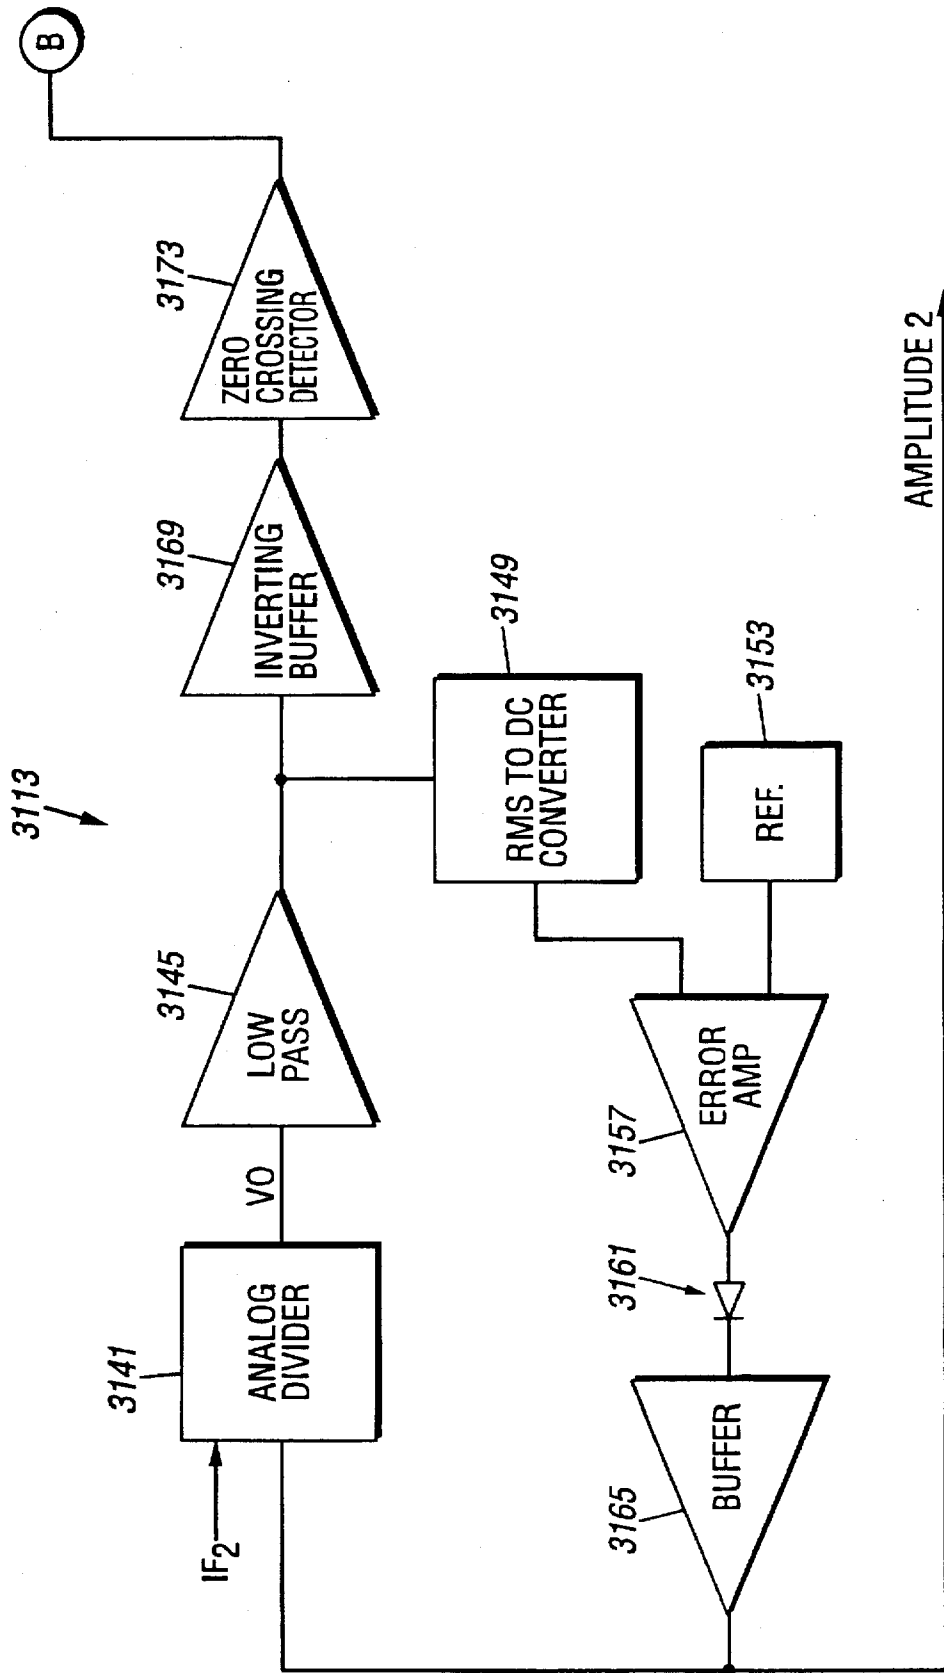 3113
B
3173
ZERO
CROSSING
DETECTOR
3169
INVERTING
BUFFER
3145
LOW
PASS
VO
3141
ANALOG
DIVIDER
IF2
3149
RMS TO DC
CONVERTER
3153
REF.
3157
ERROR
AMP
3161
3165
BUFFER
AMPLITUDE 2